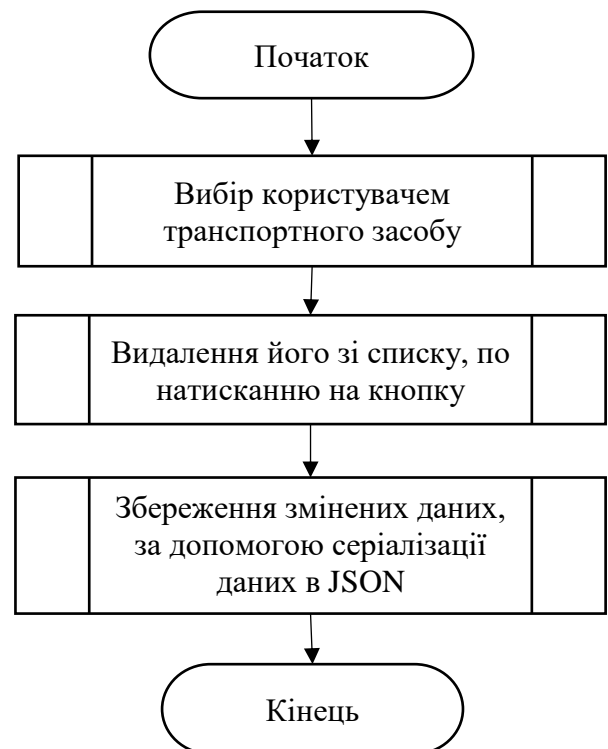 Початок
Вибір користувачем
транспортного засобу
Видалення його зі списку, по
натисканню на кнопку
Збереження змінених даних,
за допомогою серіалізації
даних в JSON
Кінець